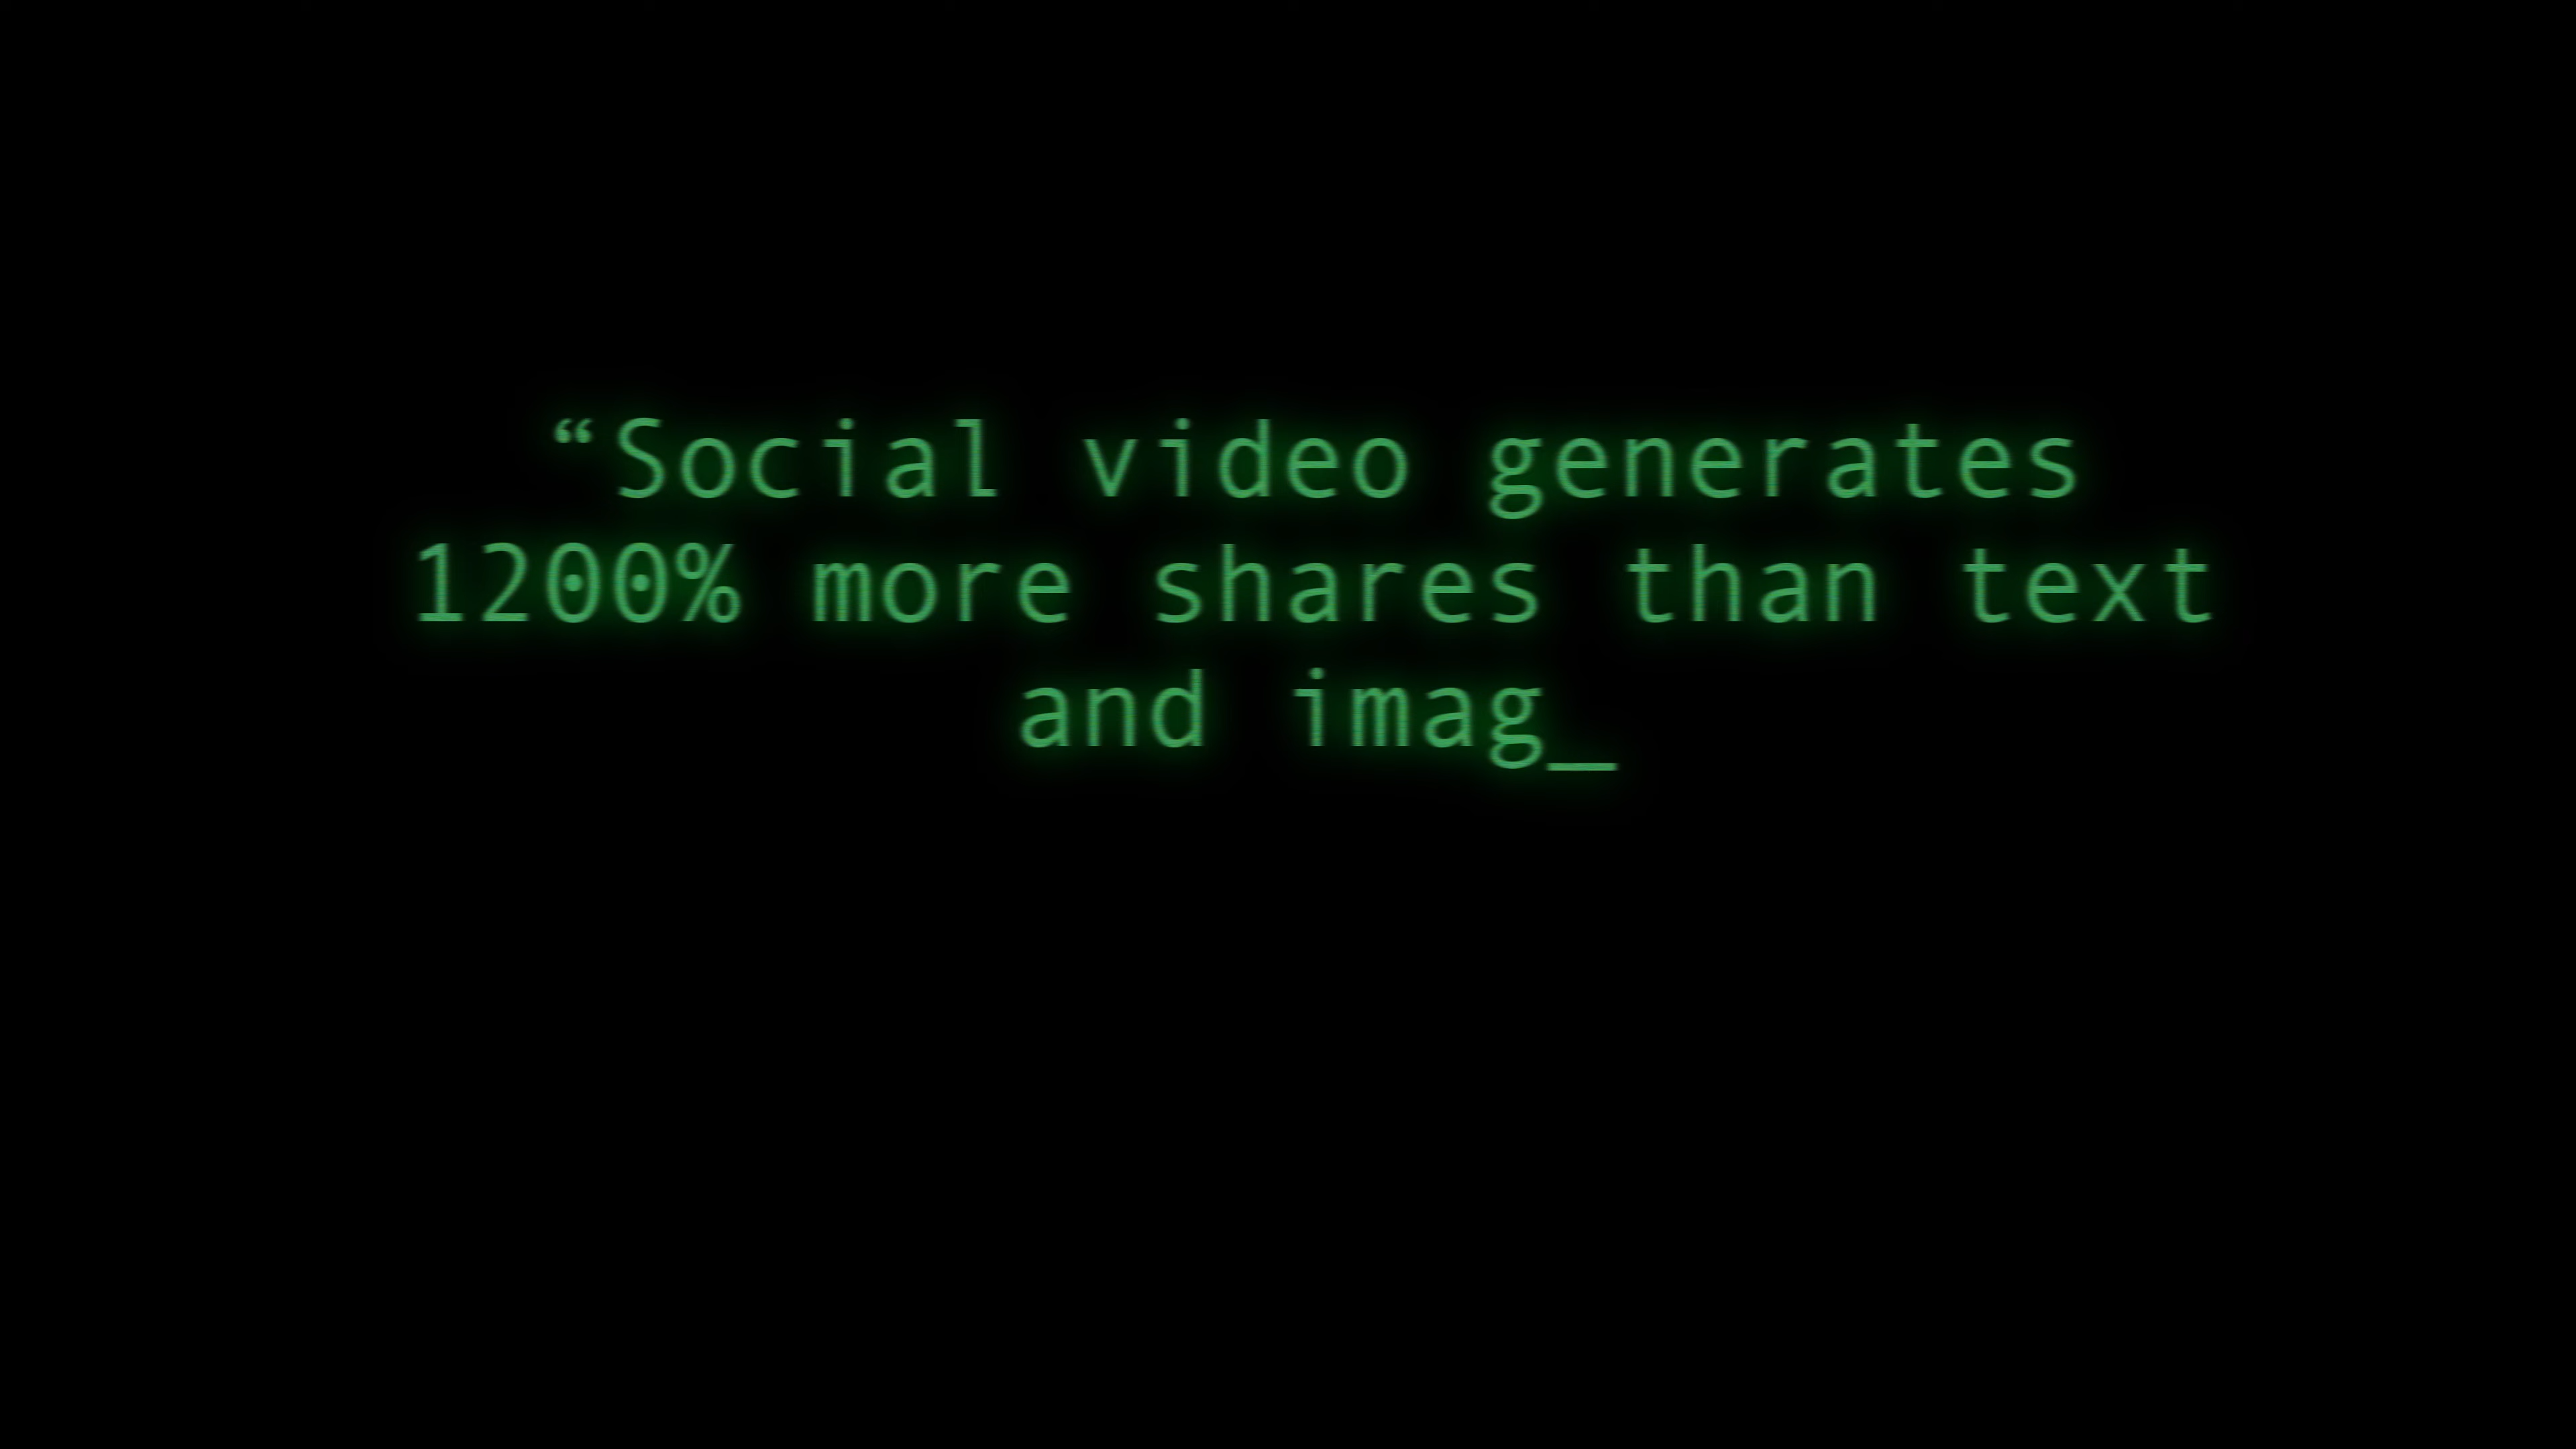 “Social video generates
1200% more shares than text
and imag_